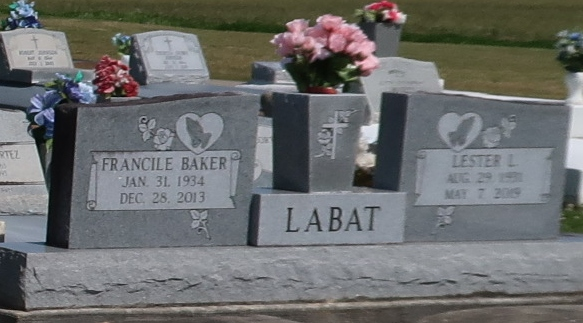 FRANCILE BAKER
JAN. 31, 1934
DEC. 28, 2013
LABAT
LESTER L.
AUG. 29 1931
MAY 7 2019